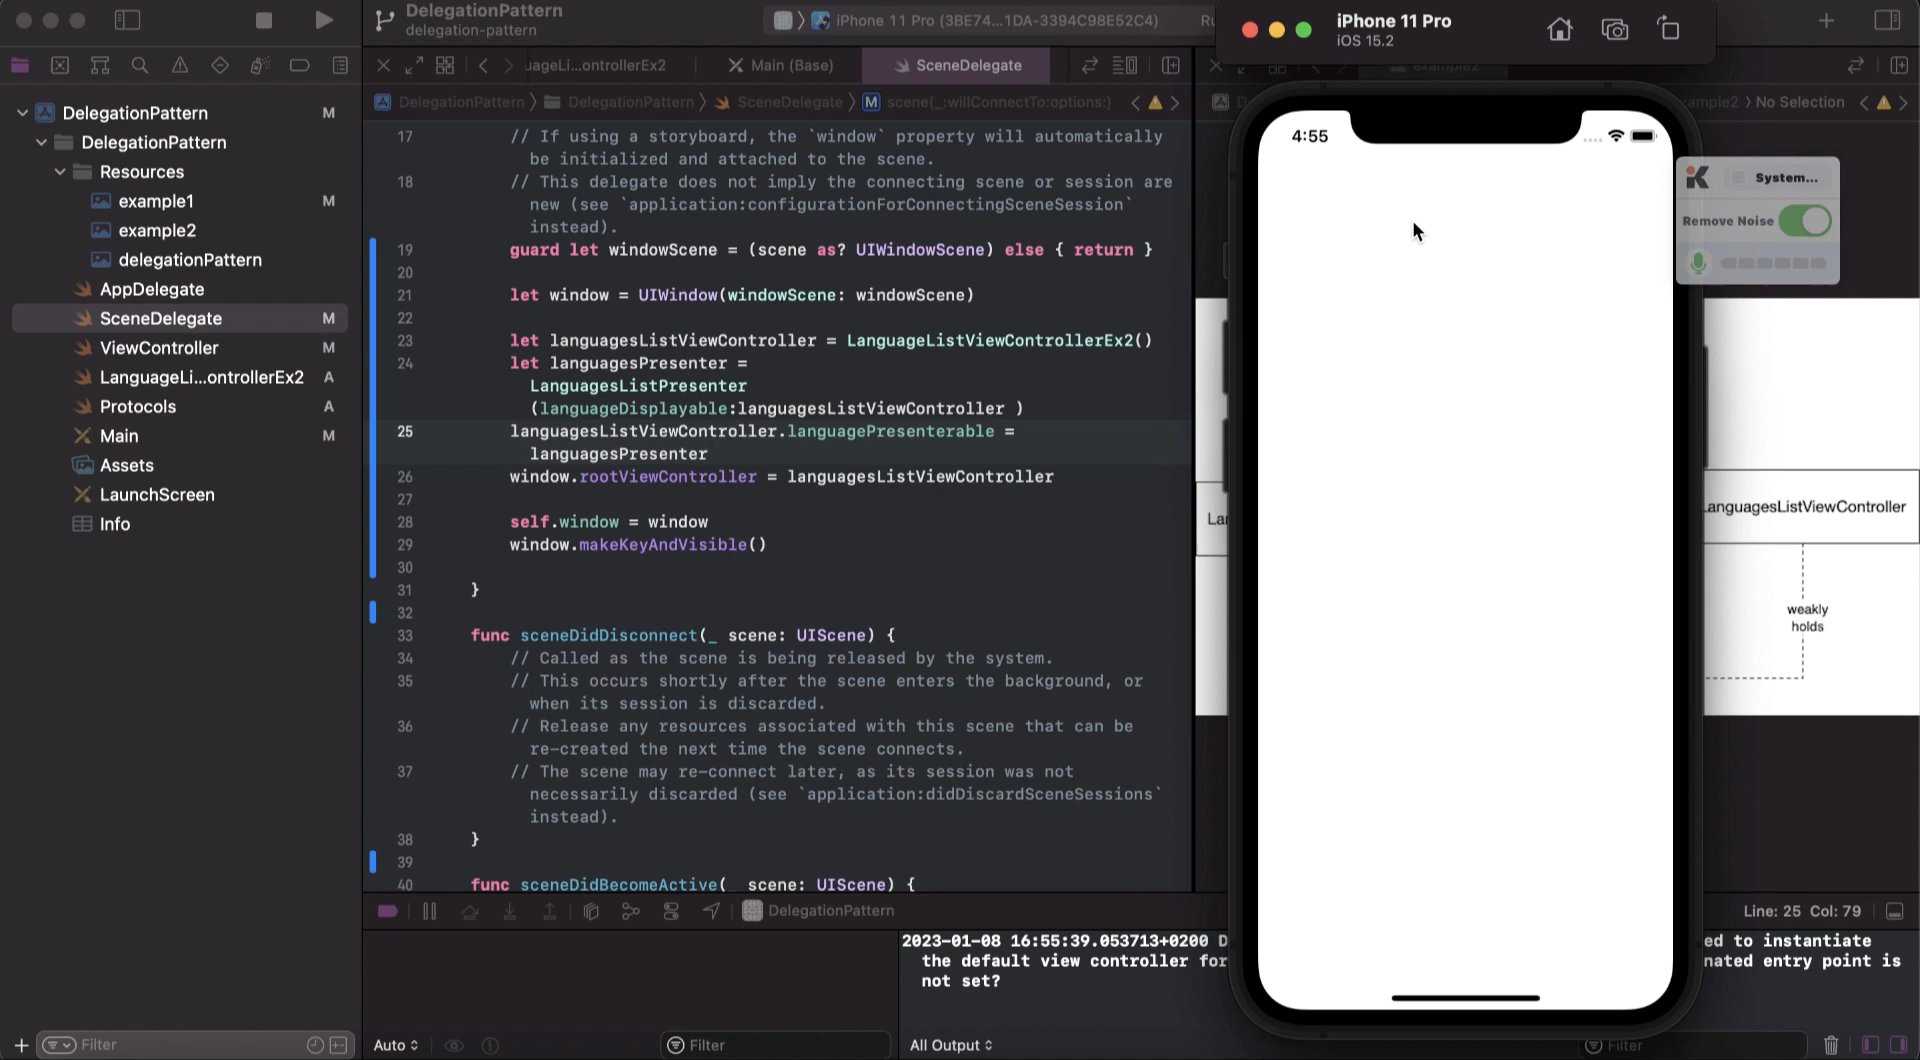 DelegationPattern
delegation-pattern
iPhone 11 Pro (3BE74...1DA-3394C98E52C4)
iPhone 11 Pro
iOS 15.2
uageLi...ontrollerEx2
Main (Base)
SceneDelegate
example2
DelegationPattern
DelegationPattern
SceneDelegate
M
scene(_:willConnectTo:options:)
No Selection
DelegationPattern
M
DelegationPattern
Resources
example1
M
example2
delegationPattern
AppDelegate
SceneDelegate
M
ViewController
M
LanguageLi...ontrollerEx2
A
Protocols
A
Main
M
Assets
LaunchScreen
Info
17 // If using a storyboard, the `window` property will automatically
be initialized and attached to the scene.
18 // This delegate does not imply the connecting scene or session are
new (see `application:configurationForConnectingSceneSession`
instead).
19 guard let windowScene = (scene as? UIWindowScene) else { return }
20
21 let window = UIWindow(windowScene: windowScene)
22
23 let languagesListViewController = LanguageListViewControllerEx2()
24 let languagesPresenter =
LanguagesListPresenter
(languageDisplayable:languagesListViewController )
25 languagesListViewController.languagePresenterable =
languagesPresenter
26 window.rootViewController = languagesListViewController
27
28 self.window = window
29 window.makeKeyAndVisible()
30
31 }
32
33 func sceneDidDisconnect(_ scene: UIScene) {
34 // Called as the scene is being released by the system.
35 // This occurs shortly after the scene enters the background, or
when its session is discarded.
36 // Release any resources associated with this scene that can be
re-created the next time the scene connects.
37 // The scene may re-connect later, as its session was not
necessarily discarded (see `application:didDiscardSceneSessions`
instead).
38 }
39
40 func sceneDidBecomeActive(_ scene: UIScene) {
4:55
System...
Remove Noise
LanguagesListViewController
weakly
holds
DelegationPattern
Line: 25 Col: 79
2023-01-08 16:55:39.053713+0200 D
ed to instantiate
the default view controller for
nated entry point is
not set?
Filter
Auto
Filter
All Output
Filter